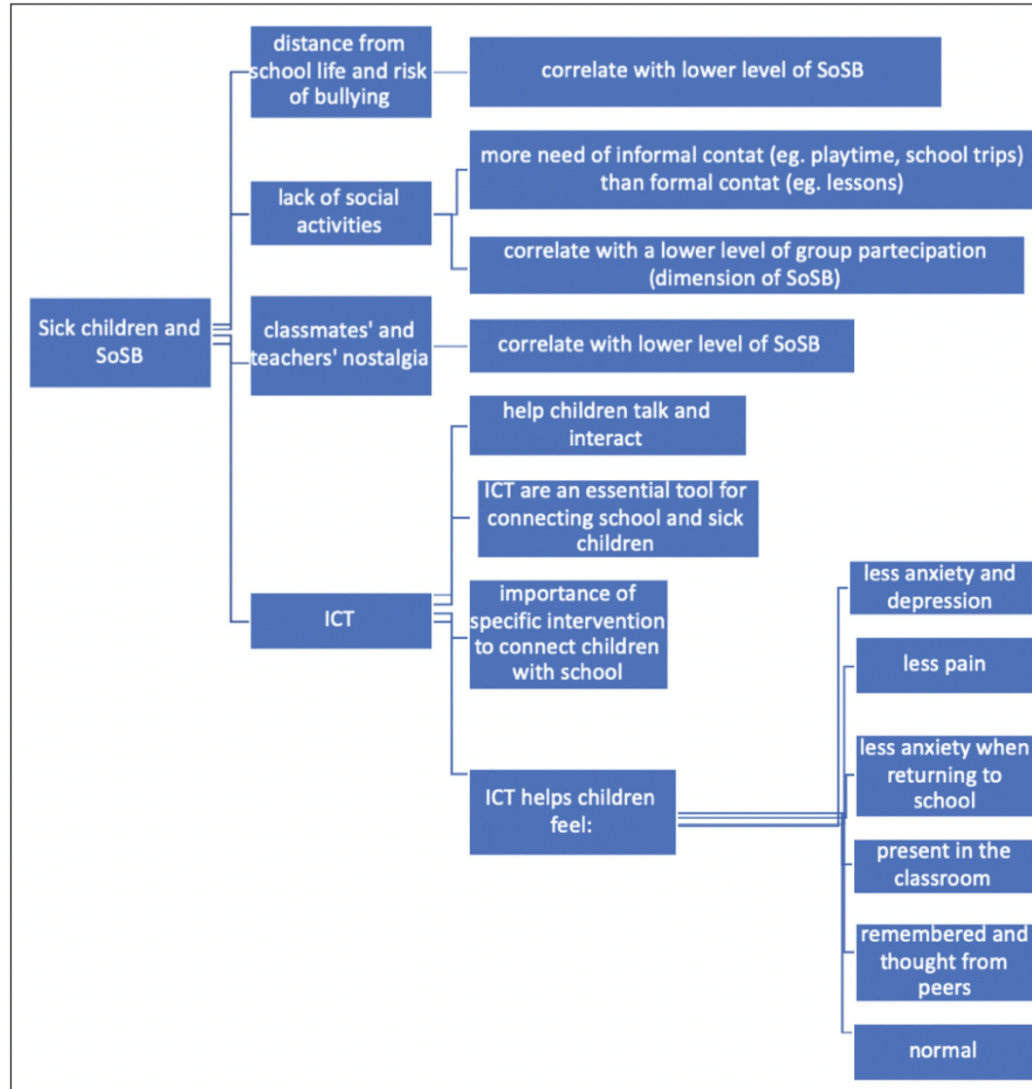 distance from
school life and risk
of bullying
correlate with lower level of SoSB
more need of informal contat (eg. playtime, school trips)
than formal contat (eg. lessons)
lack of social
activities
correlate with a lower level of group partecipation
(dimension of SoSB)
Sick children and
SoSB
classmates' and
teachers' nostalgia
correlate with lower level of SoSB
help children talk and
interact
ICT are an essential tool for
connecting school and sick
children
ICT
importance of
specific intervention
to connect children
with school
ICT helps children
feel:
less anxiety and
depression
less pain
less anxiety when
returning to
school
present in the
classroom
remembered and
thought from
peers
normal